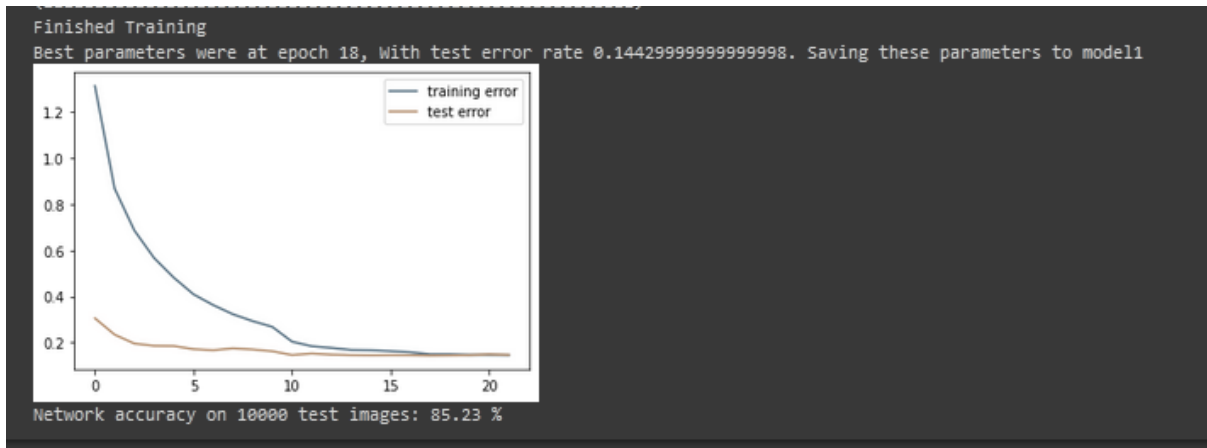 Finished Training
Best parameters were at epoch 18, With test error rate 0.14429999999999998. Saving these parameters to model1
training error
test error
1.2
1.0
0.8
0.6
0.4
0.2
0 5 10 15 20
Network accuracy on 10000 test images: 85.23 %